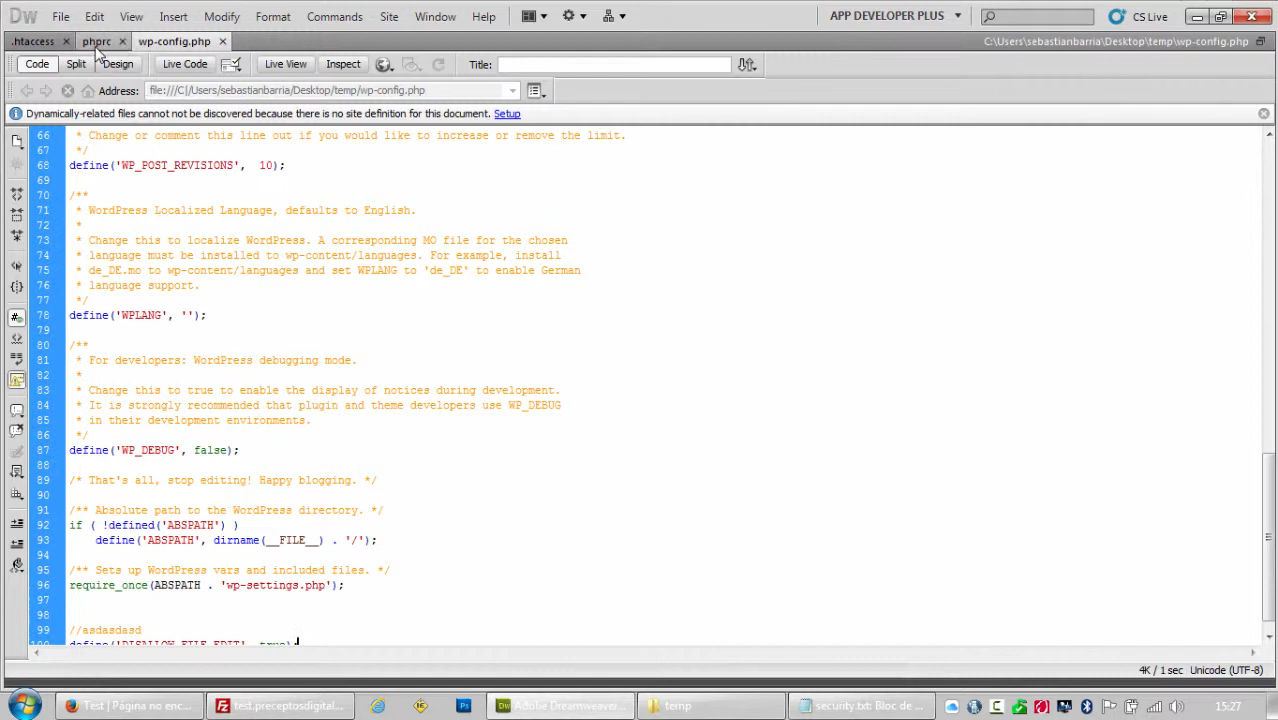 Dw File Edit View Insert Modify Format Commands Site Window Help APP DEVELOPER PLUS CS Live
.htaccess phprc wp-config.php C:\Users\sebastianbarria\Desktop\temp\wp-config.php
Code Split Design Live Code Live View Inspect Title:
Address: file:///C|/Users/sebastianbarria/Desktop/temp/wp-config.php
Dynamically-related files cannot be discovered because there is no site definition for this document. Setup
66 * Change or comment this line out if you would like to increase or remove the limit.
67 */
68 define('WP_POST_REVISIONS', 10);
69
70 /**
71 * WordPress Localized Language, defaults to English.
72 *
73 * Change this to localize WordPress. A corresponding MO file for the chosen
74 * language must be installed to wp-content/languages. For example, install
75 * de_DE.mo to wp-content/languages and set WPLANG to 'de_DE' to enable German
76 * language support.
77 */
78 define('WPLANG', '');
79
80 /**
81 * For developers: WordPress debugging mode.
82 *
83 * Change this to true to enable the display of notices during development.
84 * It is strongly recommended that plugin and theme developers use WP_DEBUG
85 * in their development environments.
86 */
87 define('WP_DEBUG', false);
88
89 /* That's all, stop editing! Happy blogging. */
90
91 /** Absolute path to the WordPress directory. */
92 if ( !defined('ABSPATH') )
93 define('ABSPATH', dirname(__FILE__) . '/');
94
95 /** Sets up WordPress vars and included files. */
96 require_once(ABSPATH . 'wp-settings.php');
97
98
99 //asdasdasd
100 define('DISALLOW_FILE_EDIT', true);
4K / 1 sec Unicode (UTF-8)
Test | Página no enc... test.preceptosdigital... Adobe Dreamweaver... temp security.txt: Bloc de ... 15:27